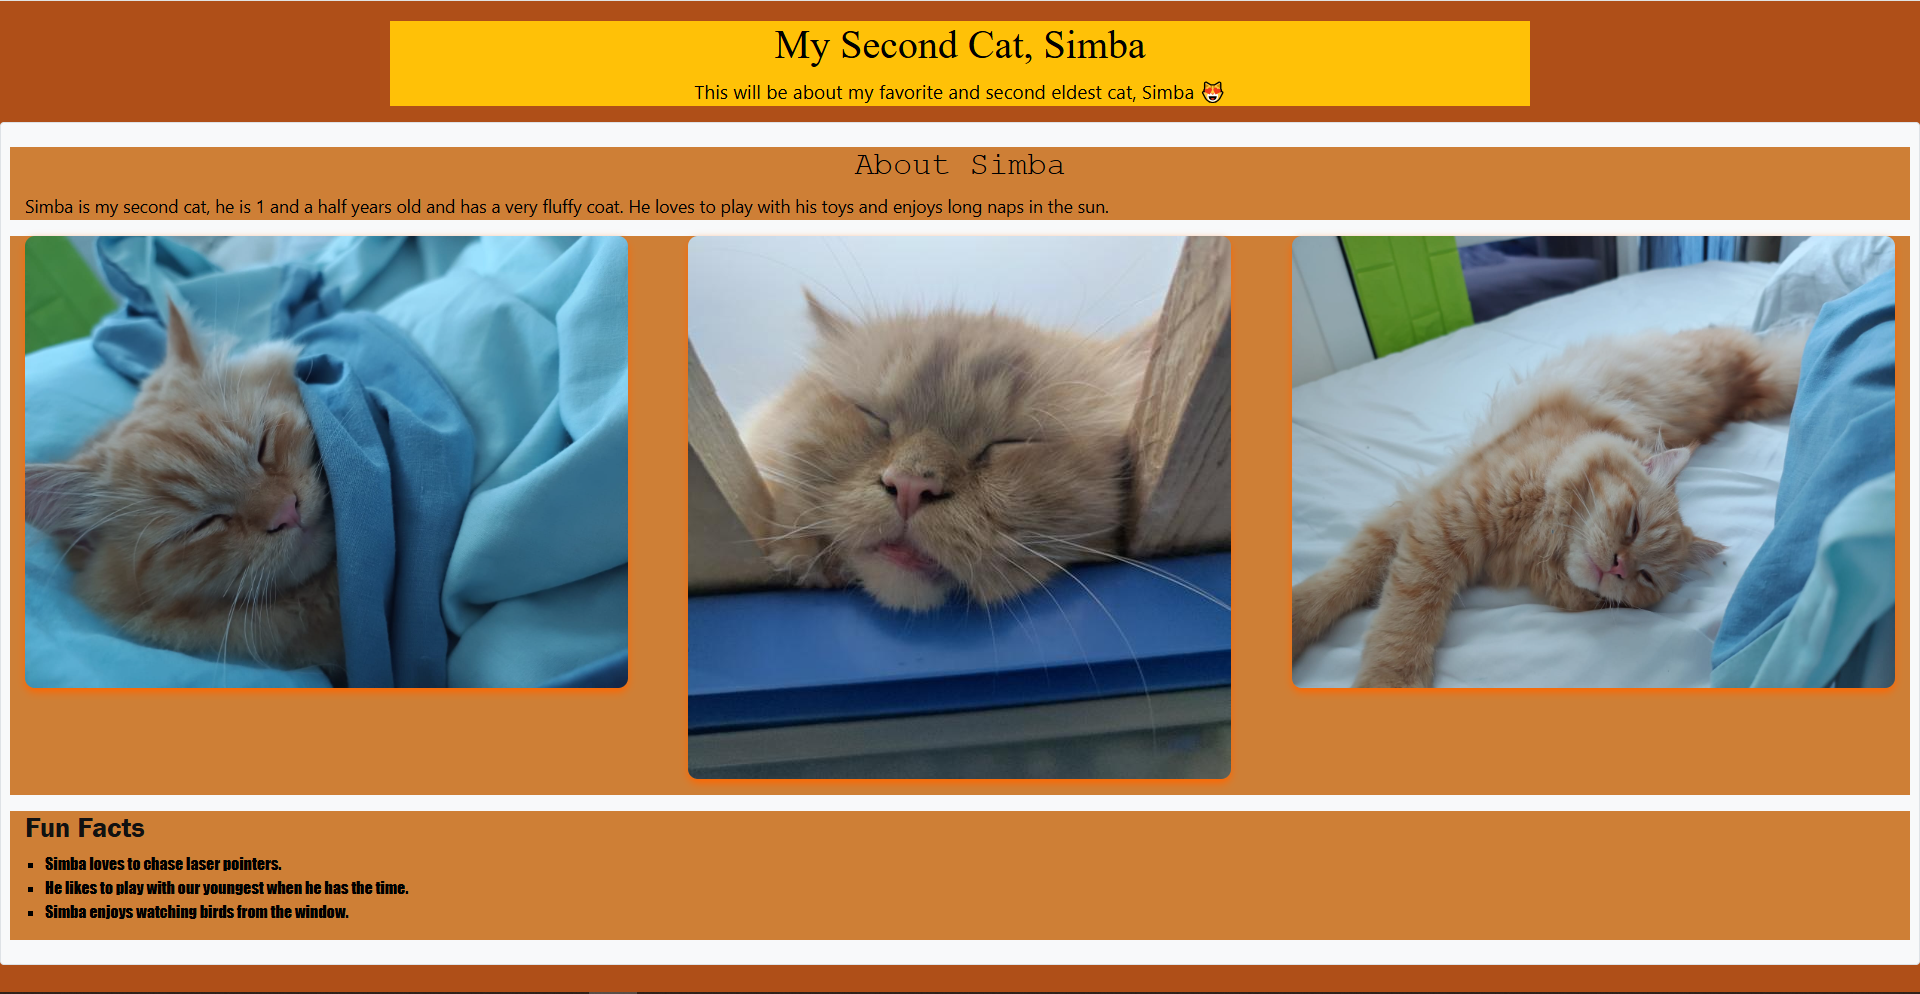 My Second Cat, Simba
This will be about my favorite and second eldest cat, Simba 😻
About Simba
Simba is my second cat, he is 1 and a half years old and has a very fluffy coat. He loves to play with his toys and enjoys long naps in the sun.
Fun Facts
▪ Simba loves to chase laser pointers.
▪ He likes to play with our youngest when he has the time.
▪ Simba enjoys watching birds from the window.